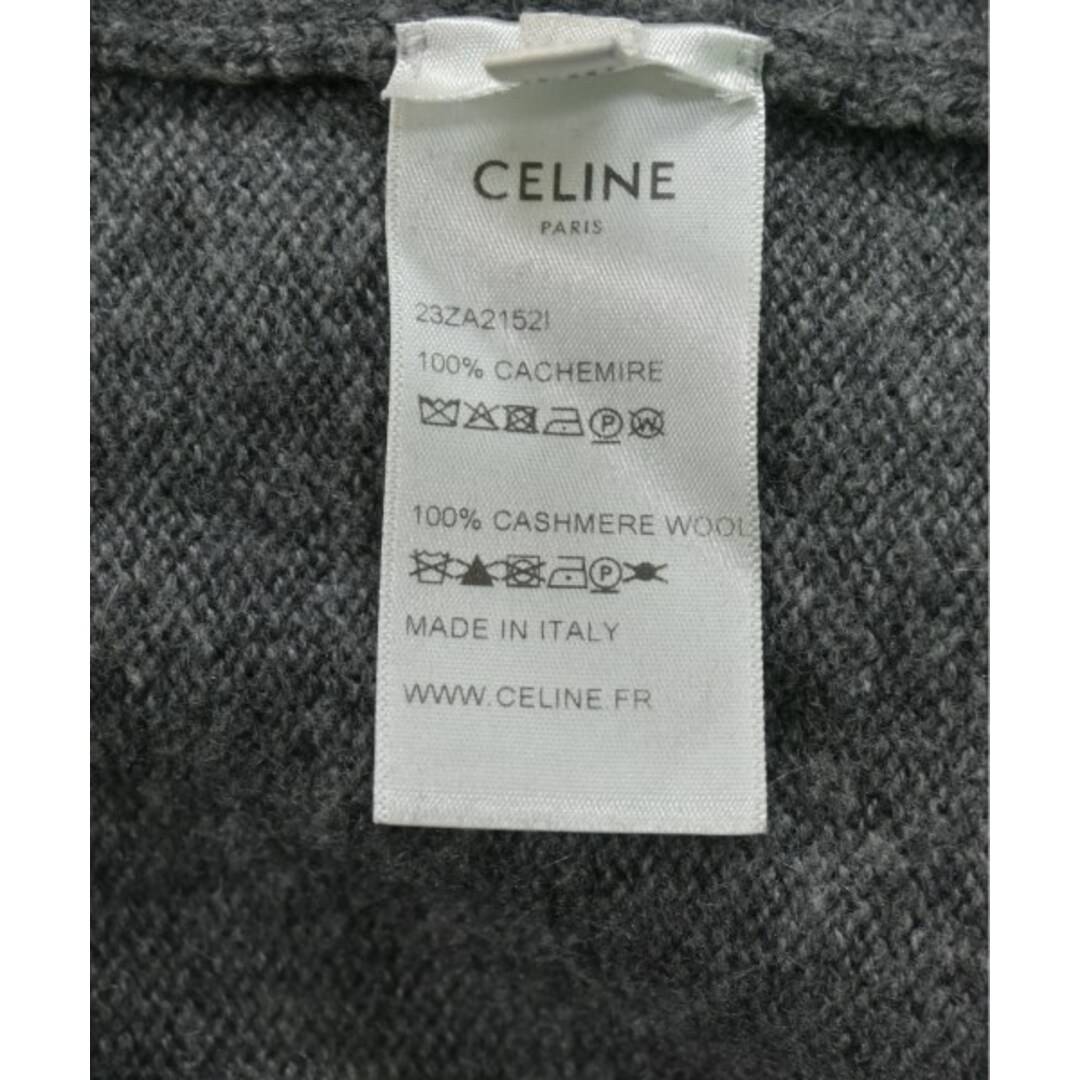 CELINE
PARIS
23ZA2152I
100% CACHEMIRE
P W
100% CASHMERE WOOL
P
MADE IN ITALY
WWW.CELINE.FR